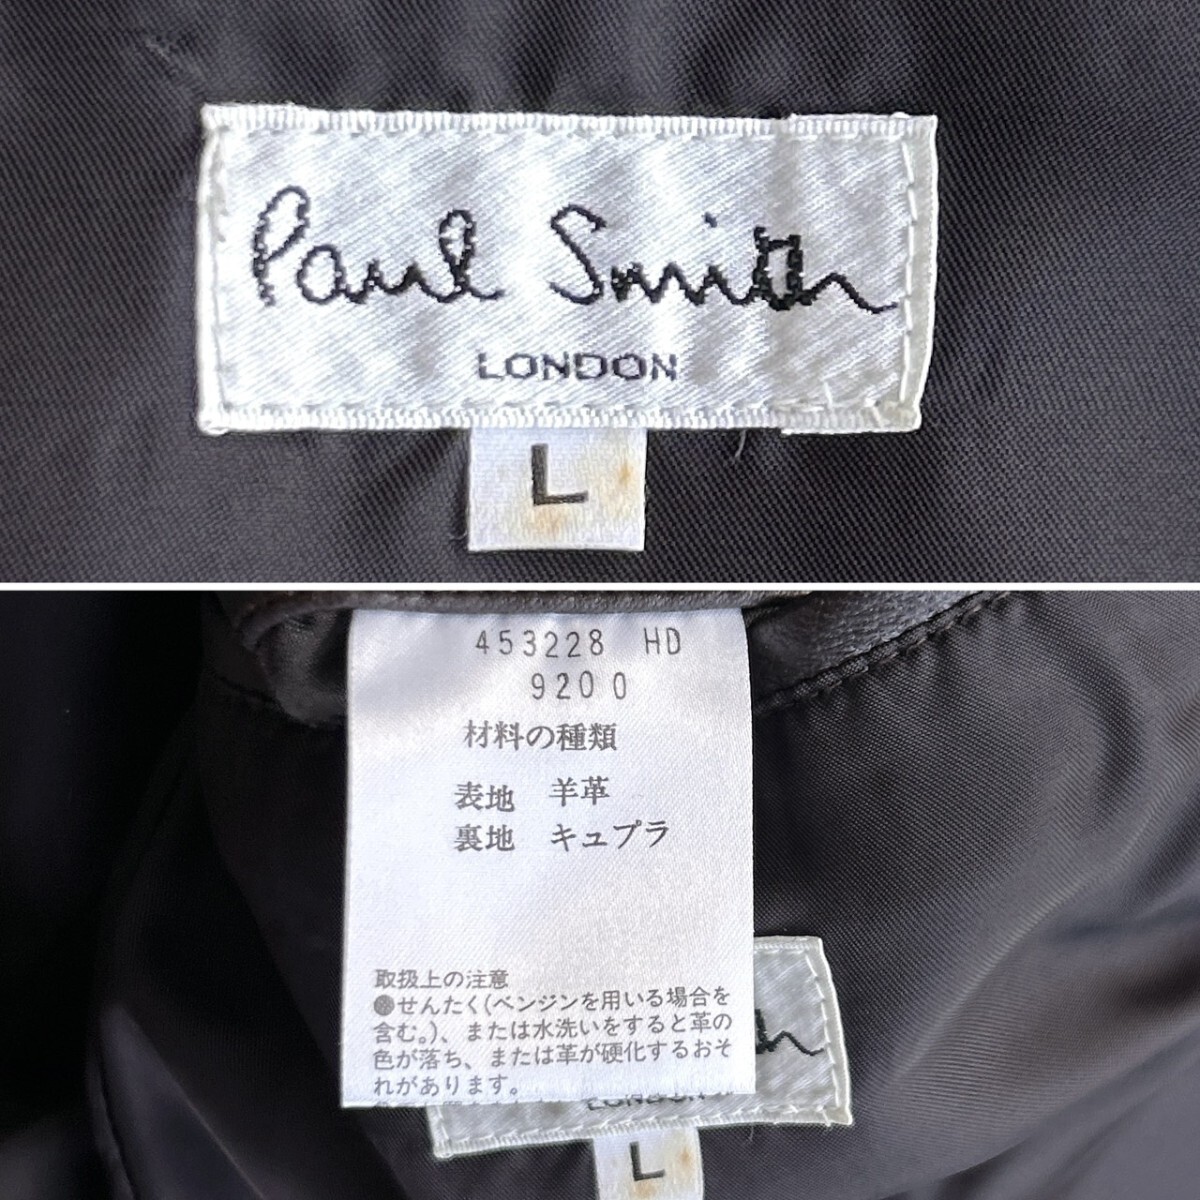 Paul Smith
LONDON
L
453228 HD
9200
材料の種類
表地 羊革
裏地 キュプラ
取扱上の注意
●せんたく(ベンジンを用いる場合を
含む。)、または水洗いをすると革の
色が落ち、または革が硬化するおそ
れがあります。
LONDON
L